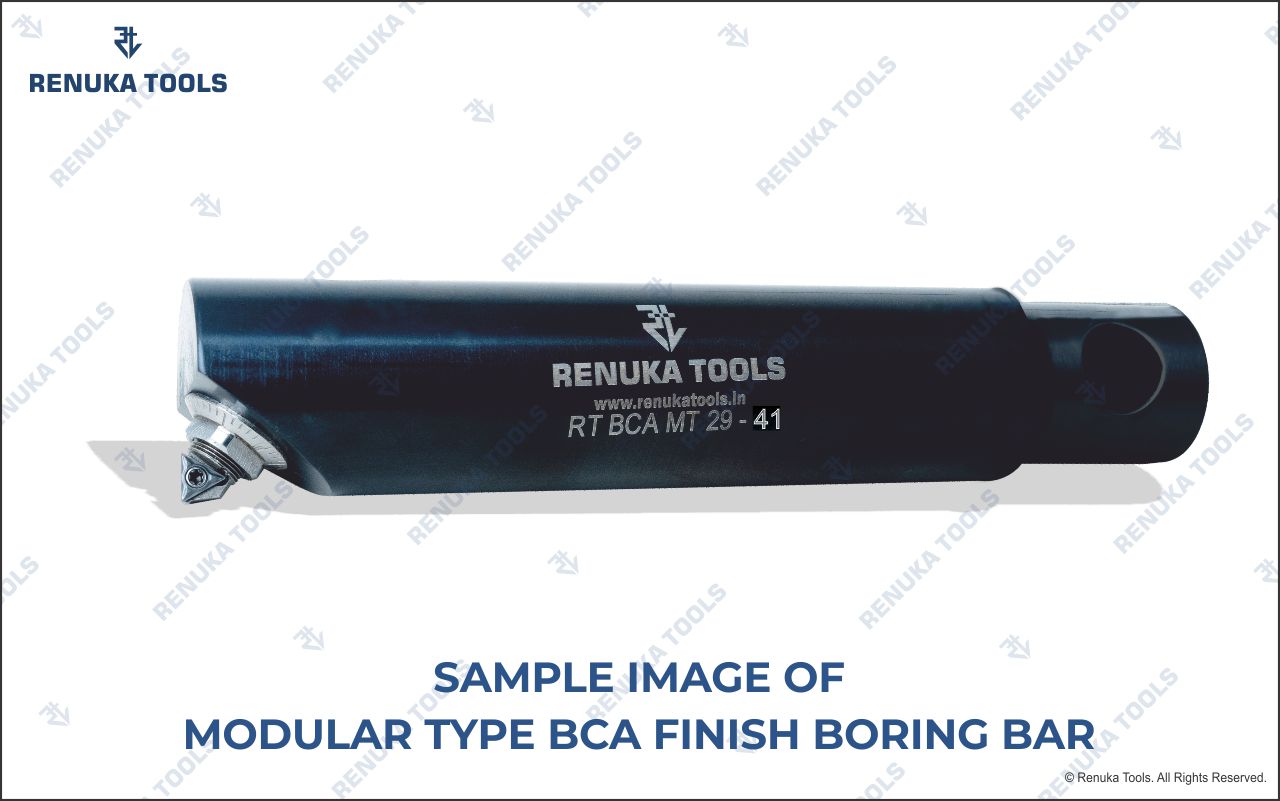 RENUKA TOOLS
RENUKA TOOLS
www.renukatools.in
RT BCA MT 29 - 41
SAMPLE IMAGE OF
MODULAR TYPE BCA FINISH BORING BAR
© Renuka Tools. All Rights Reserved.